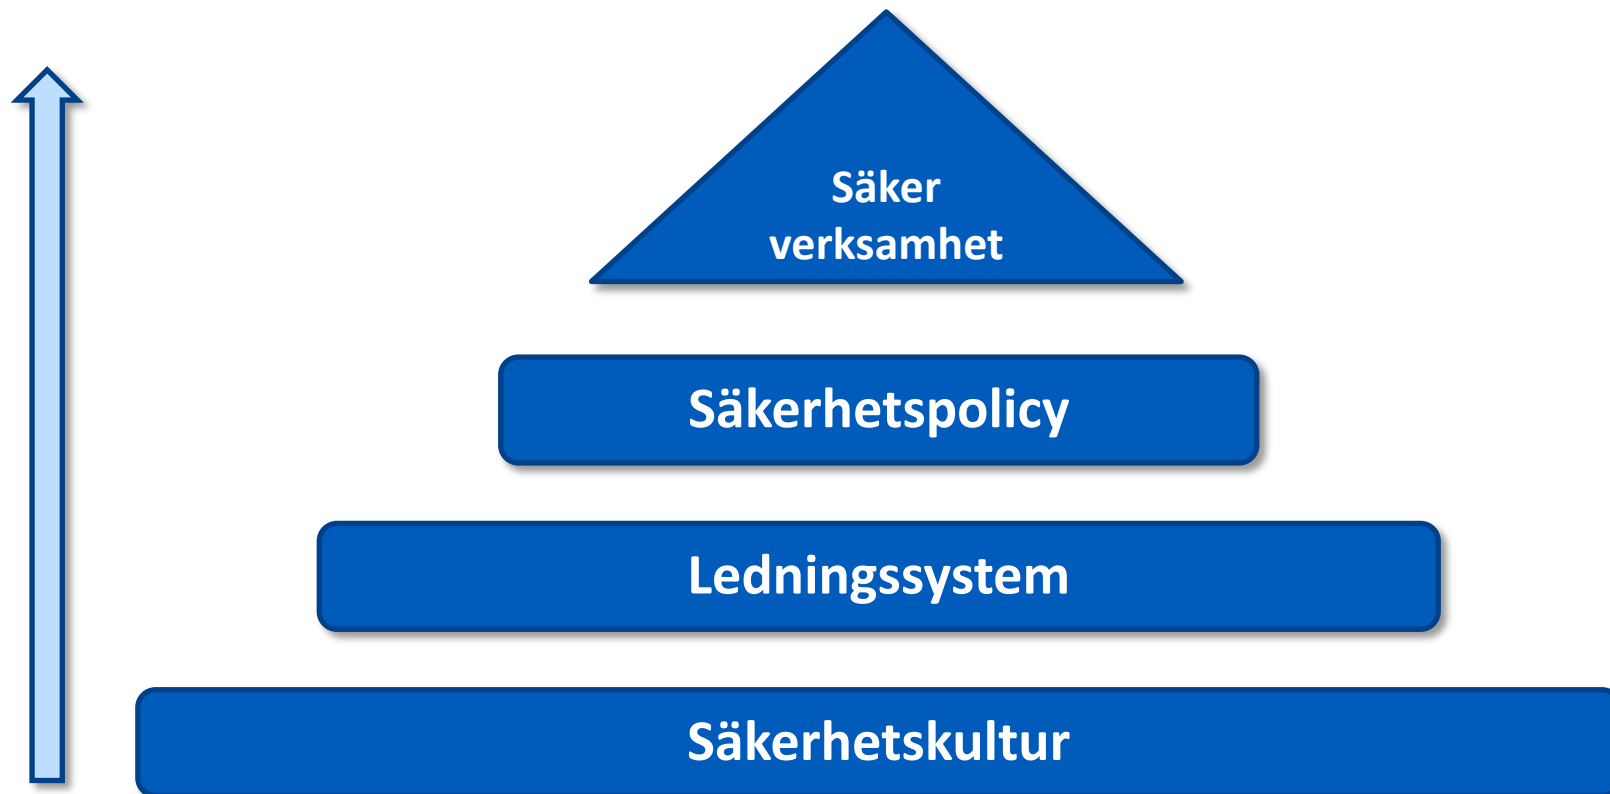 Säker
verksamhet
Säkerhetspolicy
Ledningssystem
Säkerhetskultur